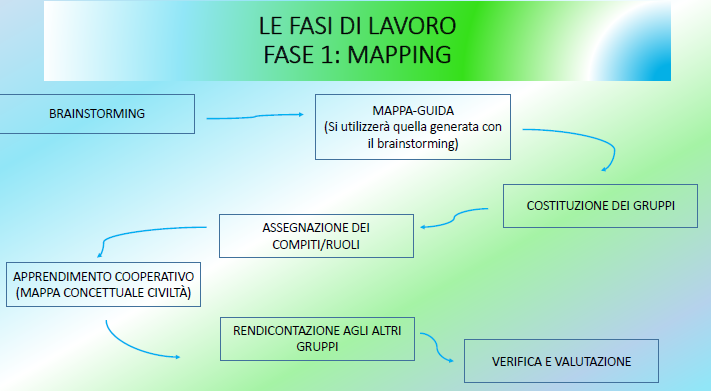 LE FASI DI LAVORO
FASE 1: MAPPING
BRAINSTORMING
MAPPA-GUIDA
(Si utilizzerà quella generata con
il brainstorming)
COSTITUZIONE DEI GRUPPI
ASSEGNAZIONE DEI
COMPITI/RUOLI
APPRENDIMENTO COOPERATIVO
(MAPPA CONCETTUALE CIVILTÀ)
RENDICONTAZIONE AGLI ALTRI
GRUPPI
VERIFICA E VALUTAZIONE